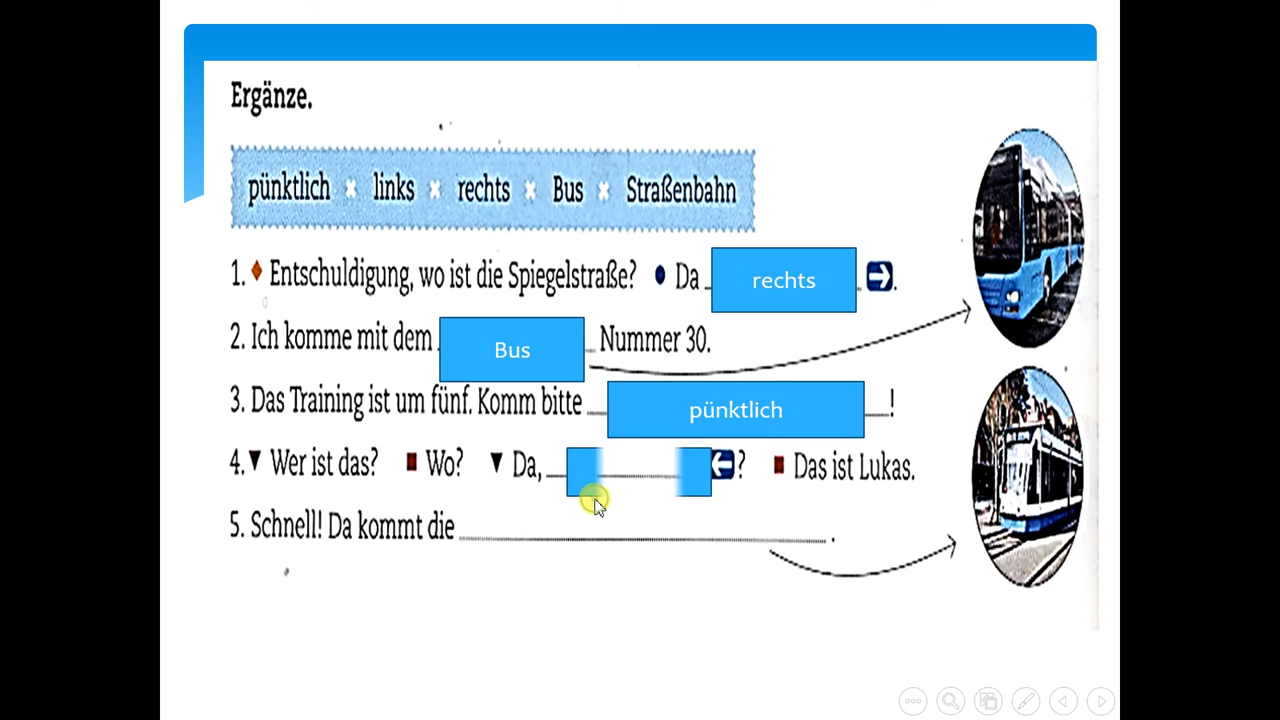 Ergänze.
pünktlich × links × rechts × Bus × Straßenbahn
1. Entschuldigung, wo ist die Spiegelstraße? Da rechts .
2. Ich komme mit dem Bus Nummer 30.
3. Das Training ist um fünf. Komm bitte pünktlich !
4. Wer ist das? Wo? Da, ? Das ist Lukas.
5. Schnell! Da kommt die .